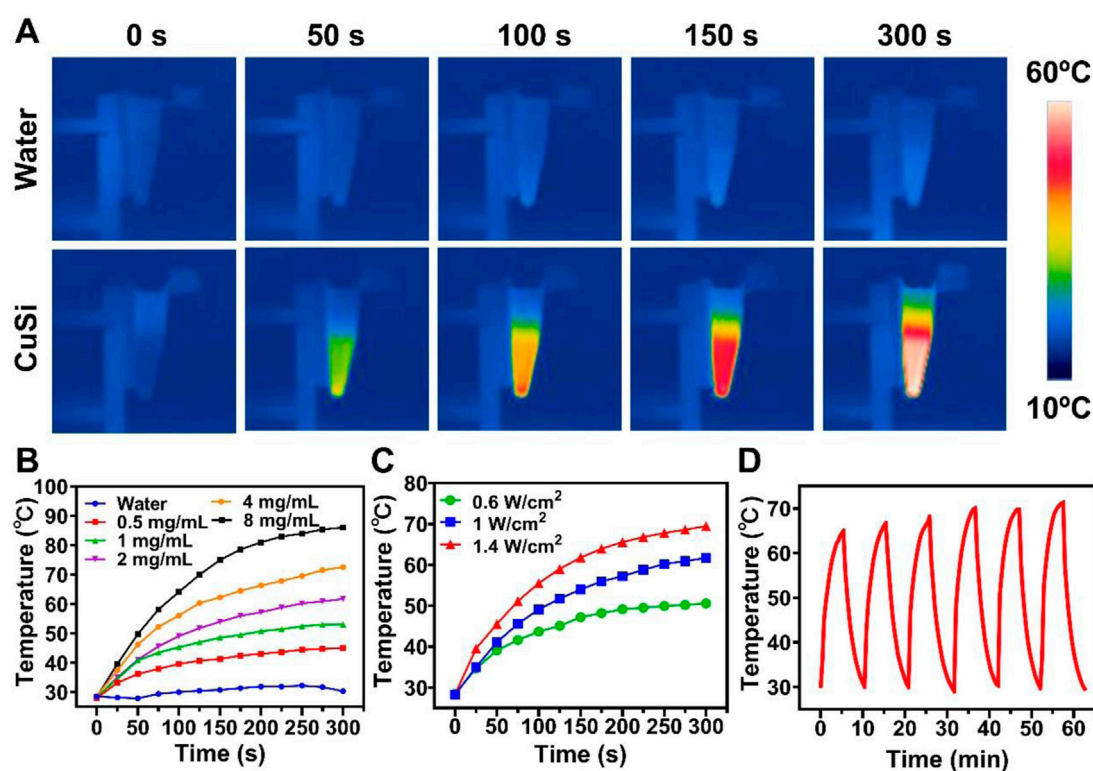 A
0 s 50 s 100 s 150 s 300 s
Water
CuSi
60ºC
10ºC
B
Temperature (°C)
100
90
80
70
60
50
40
30
Water
0.5 mg/mL
1 mg/mL
2 mg/mL
4 mg/mL
8 mg/mL
0 50 100 150 200 250 300
Time (s)
C
Temperature (°C)
80
70
60
50
40
30
0.6 W/cm²
1 W/cm²
1.4 W/cm²
0 50 100 150 200 250 300
Time (s)
D
Temperature (°C)
70
60
50
40
30
0 10 20 30 40 50 60
Time (min)